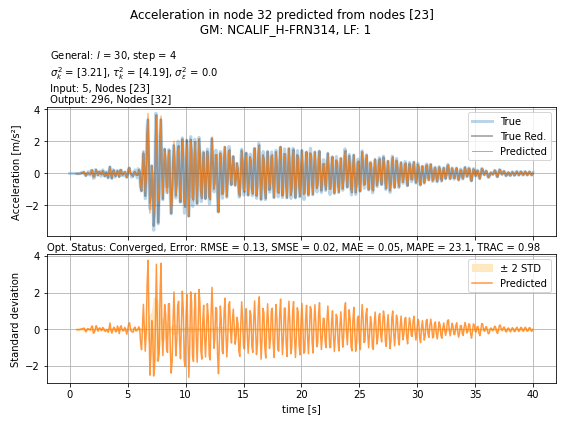 Acceleration in node 32 predicted from nodes [23]
GM: NCALIF_H-FRN314, LF: 1
General: l = 30, step = 4
σ²ₖ = [3.21], τ²ₖ = [4.19], σ²ε = 0.0
Input: 5, Nodes [23]
Output: 296, Nodes [32]
4
2
0
−2
Acceleration [m/s²]
True
True Red.
Predicted
Opt. Status: Converged, Error: RMSE = 0.13, SMSE = 0.02, MAE = 0.05, MAPE = 23.1, TRAC = 0.98
4
2
0
−2
Standard deviation
± 2 STD
Predicted
0 5 10 15 20 25 30 35 40
time [s]